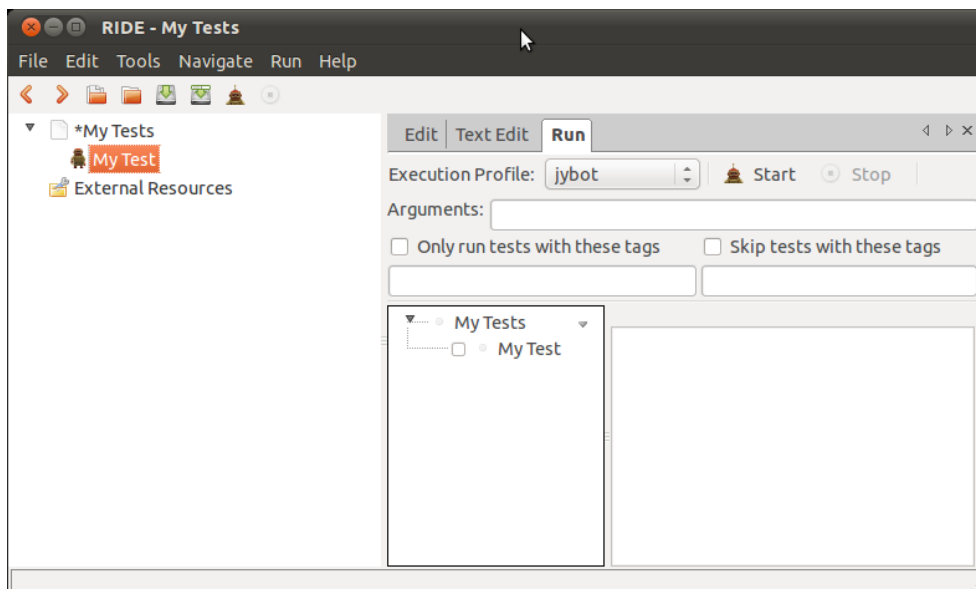 RIDE - My Tests
File Edit Tools Navigate Run Help
*My Tests
My Test
External Resources
Edit Text Edit Run
Execution Profile: jybot Start Stop
Arguments:
Only run tests with these tags Skip tests with these tags
My Tests
My Test